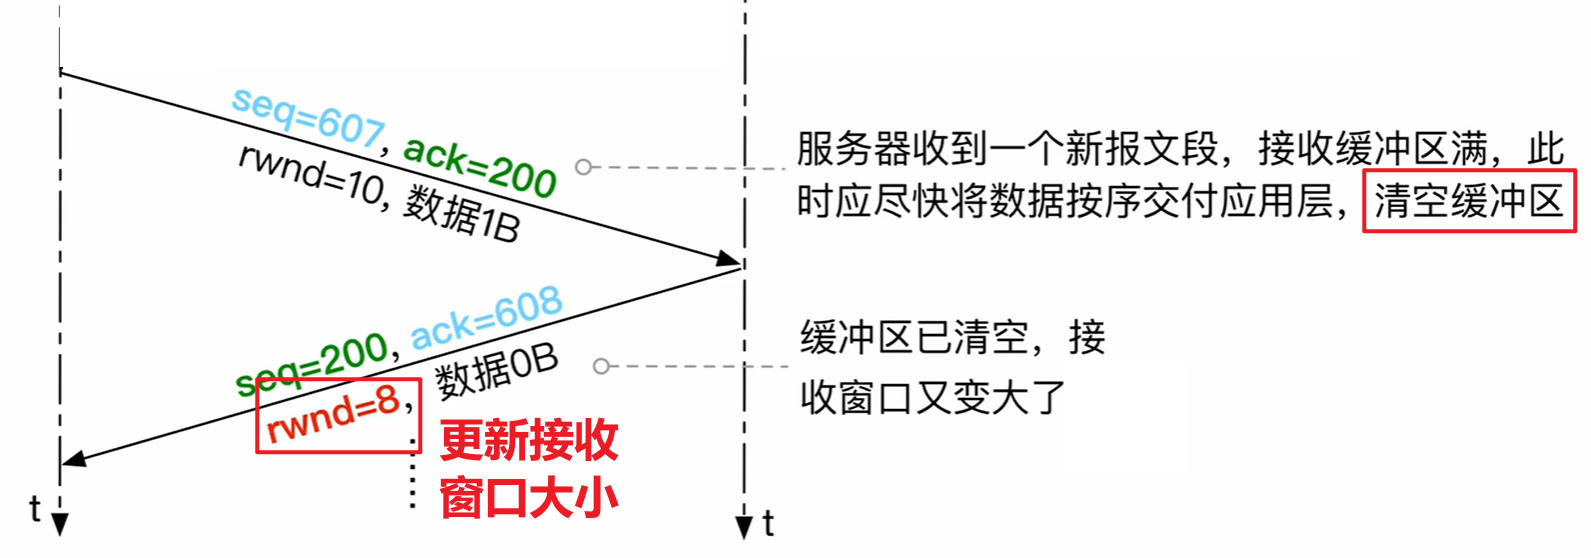 seq=607, ack=200
rwnd=10, 数据1B
服务器收到一个新报文段，接收缓冲区满，此
时应尽快将数据按序交付应用层，清空缓冲区
seq=200, ack=608
rwnd=8, 数据0B
缓冲区已清空，接
收窗口又变大了
更新接收
窗口大小
t
t